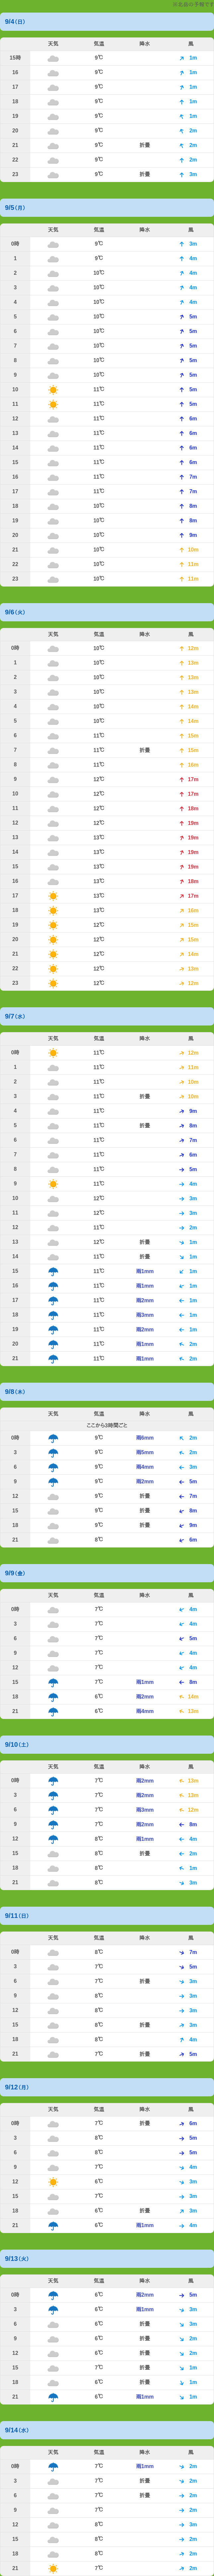 9/4(日)
天気 気温 降水 風
15時 9℃ 1m
16 9℃ 1m
17 9℃ 1m
18 9℃ 1m
19 9℃ 1m
20 9℃ 2m
21 9℃ 折曇 2m
22 9℃ 2m
23 9℃ 折曇 3m
9/5(月)
天気 気温 降水 風
0時 9℃ 3m
1 9℃ 4m
2 10℃ 4m
3 10℃ 4m
4 10℃ 4m
5 10℃ 5m
6 10℃ 5m
7 10℃ 5m
8 10℃ 5m
9 10℃ 5m
10 11℃ 5m
11 11℃ 5m
12 11℃ 6m
13 11℃ 6m
14 11℃ 6m
15 11℃ 6m
16 11℃ 7m
17 11℃ 7m
18 10℃ 8m
19 10℃ 8m
20 10℃ 9m
21 10℃ 10m
22 10℃ 11m
23 10℃ 11m
9/6(火)
天気 気温 降水 風
0時 10℃ 12m
1 10℃ 13m
2 10℃ 13m
3 10℃ 13m
4 10℃ 14m
5 10℃ 14m
6 11℃ 15m
7 11℃ 折曇 15m
8 11℃ 16m
9 12℃ 17m
10 12℃ 17m
11 12℃ 18m
12 12℃ 19m
13 13℃ 19m
14 13℃ 19m
15 13℃ 19m
16 13℃ 18m
17 13℃ 17m
18 13℃ 16m
19 12℃ 15m
20 12℃ 15m
21 12℃ 14m
22 12℃ 13m
23 12℃ 12m
9/7(水)
天気 気温 降水 風
0時 11℃ 12m
1 11℃ 11m
2 11℃ 10m
3 11℃ 折曇 10m
4 11℃ 9m
5 11℃ 折曇 8m
6 11℃ 7m
7 11℃ 6m
8 11℃ 5m
9 11℃ 4m
10 12℃ 3m
11 12℃ 3m
12 11℃ 2m
13 12℃ 折曇 1m
14 11℃ 折曇 1m
15 11℃ 雨1mm 1m
16 11℃ 雨1mm 1m
17 11℃ 雨2mm 1m
18 11℃ 雨3mm 1m
19 11℃ 雨2mm 1m
20 11℃ 雨1mm 2m
21 11℃ 雨1mm 2m
9/8(木)
天気 気温 降水 風
ここから3時間ごと
0時 9℃ 雨6mm 2m
3 9℃ 雨5mm 2m
6 9℃ 雨4mm 3m
9 9℃ 雨2mm 5m
12 9℃ 折曇 7m
15 9℃ 折曇 8m
18 9℃ 折曇 9m
21 8℃ 6m
9/9(金)
天気 気温 降水 風
0時 7℃ 4m
3 7℃ 4m
6 7℃ 5m
9 7℃ 4m
12 7℃ 4m
15 7℃ 雨1mm 8m
18 6℃ 雨2mm 14m
21 6℃ 雨4mm 13m
9/10(土)
天気 気温 降水 風
0時 7℃ 雨2mm 13m
3 7℃ 雨2mm 13m
6 7℃ 雨3mm 12m
9 7℃ 雨2mm 8m
12 8℃ 雨1mm 4m
15 8℃ 折曇 2m
18 8℃ 1m
21 8℃ 3m
9/11(日)
天気 気温 降水 風
0時 8℃ 7m
3 7℃ 5m
6 7℃ 折曇 3m
9 8℃ 3m
12 8℃ 3m
15 8℃ 折曇 3m
18 8℃ 4m
21 7℃ 折曇 5m
9/12(月)
天気 気温 降水 風
0時 7℃ 折曇 6m
3 8℃ 5m
6 8℃ 5m
9 7℃ 4m
12 6℃ 3m
15 7℃ 3m
18 6℃ 折曇 3m
21 6℃ 雨1mm 4m
9/13(火)
天気 気温 降水 風
0時 6℃ 雨2mm 5m
3 6℃ 雨1mm 3m
6 6℃ 折曇 3m
9 6℃ 折曇 2m
12 6℃ 折曇 2m
15 7℃ 折曇 1m
18 6℃ 折曇 1m
21 6℃ 雨1mm 1m
9/14(水)
天気 気温 降水 風
0時 7℃ 雨1mm 2m
3 7℃ 折曇 2m
6 7℃ 折曇 2m
9 7℃ 2m
12 8℃ 3m
15 8℃ 2m
18 8℃ 2m
21 7℃ 2m